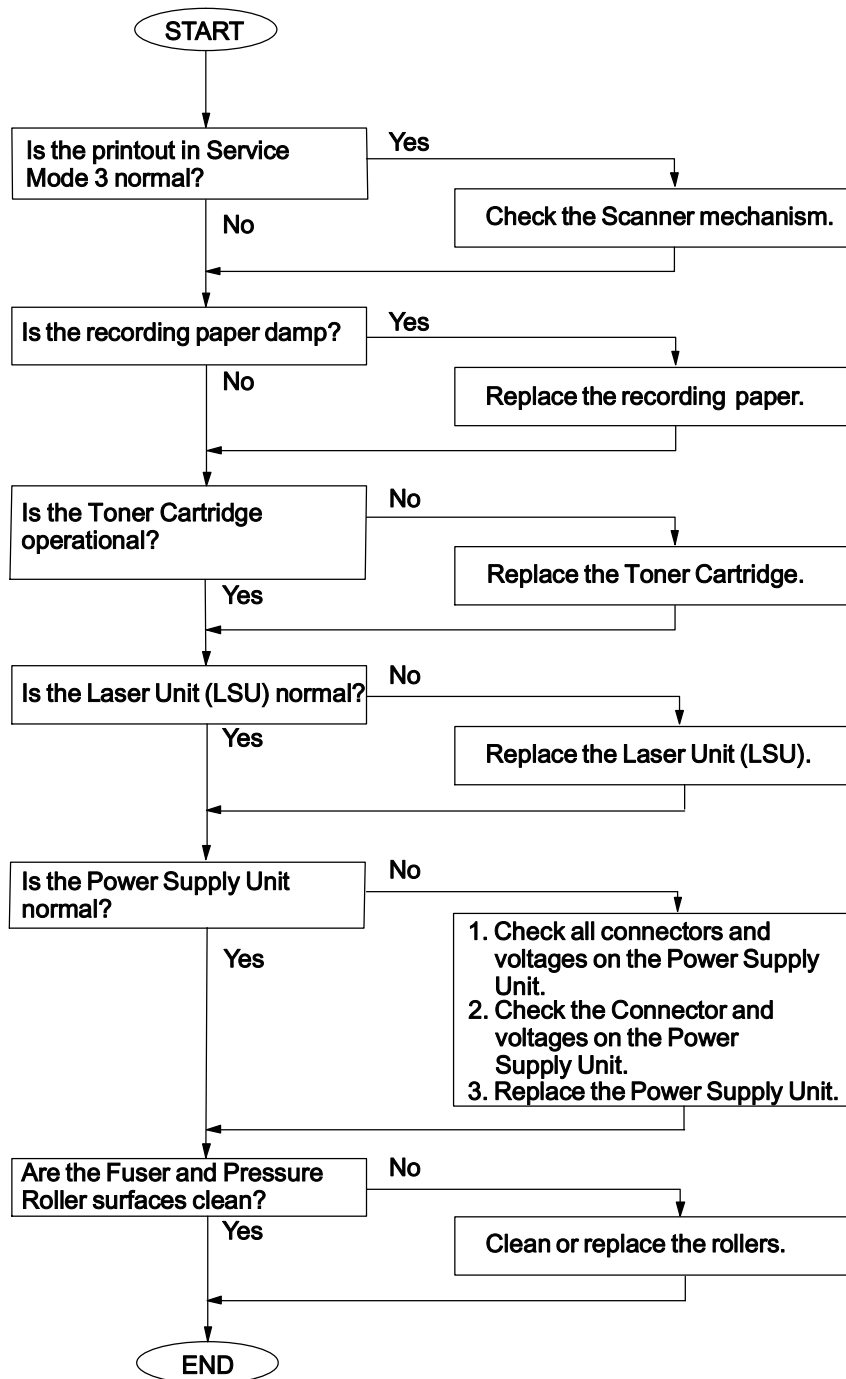 START
Is the printout in Service
Mode 3 normal?
Yes
Check the Scanner mechanism.
No
Is the recording paper damp?
Yes
Replace the recording paper.
No
Is the Toner Cartridge
operational?
No
Replace the Toner Cartridge.
Yes
Is the Laser Unit (LSU) normal?
No
Replace the Laser Unit (LSU).
Yes
Is the Power Supply Unit
normal?
No
1. Check all connectors and
voltages on the Power Supply
Unit.
2. Check the Connector and
voltages on the Power
Supply Unit.
3. Replace the Power Supply Unit.
Yes
Are the Fuser and Pressure
Roller surfaces clean?
No
Clean or replace the rollers.
Yes
END